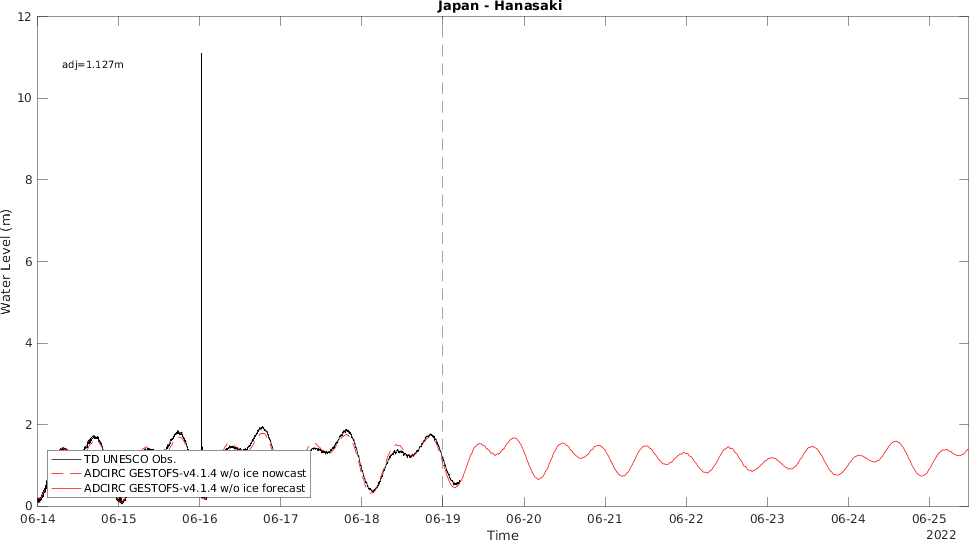 Japan - Hanasaki
12
adj=1.127m
10
8
6
4
2
0
Water Level (m)
TD UNESCO Obs.
ADCIRC GESTOFS-v4.1.4 w/o ice nowcast
ADCIRC GESTOFS-v4.1.4 w/o ice forecast
06-14 06-15 06-16 06-17 06-18 06-19 06-20 06-21 06-22 06-23 06-24 06-25
Time
2022